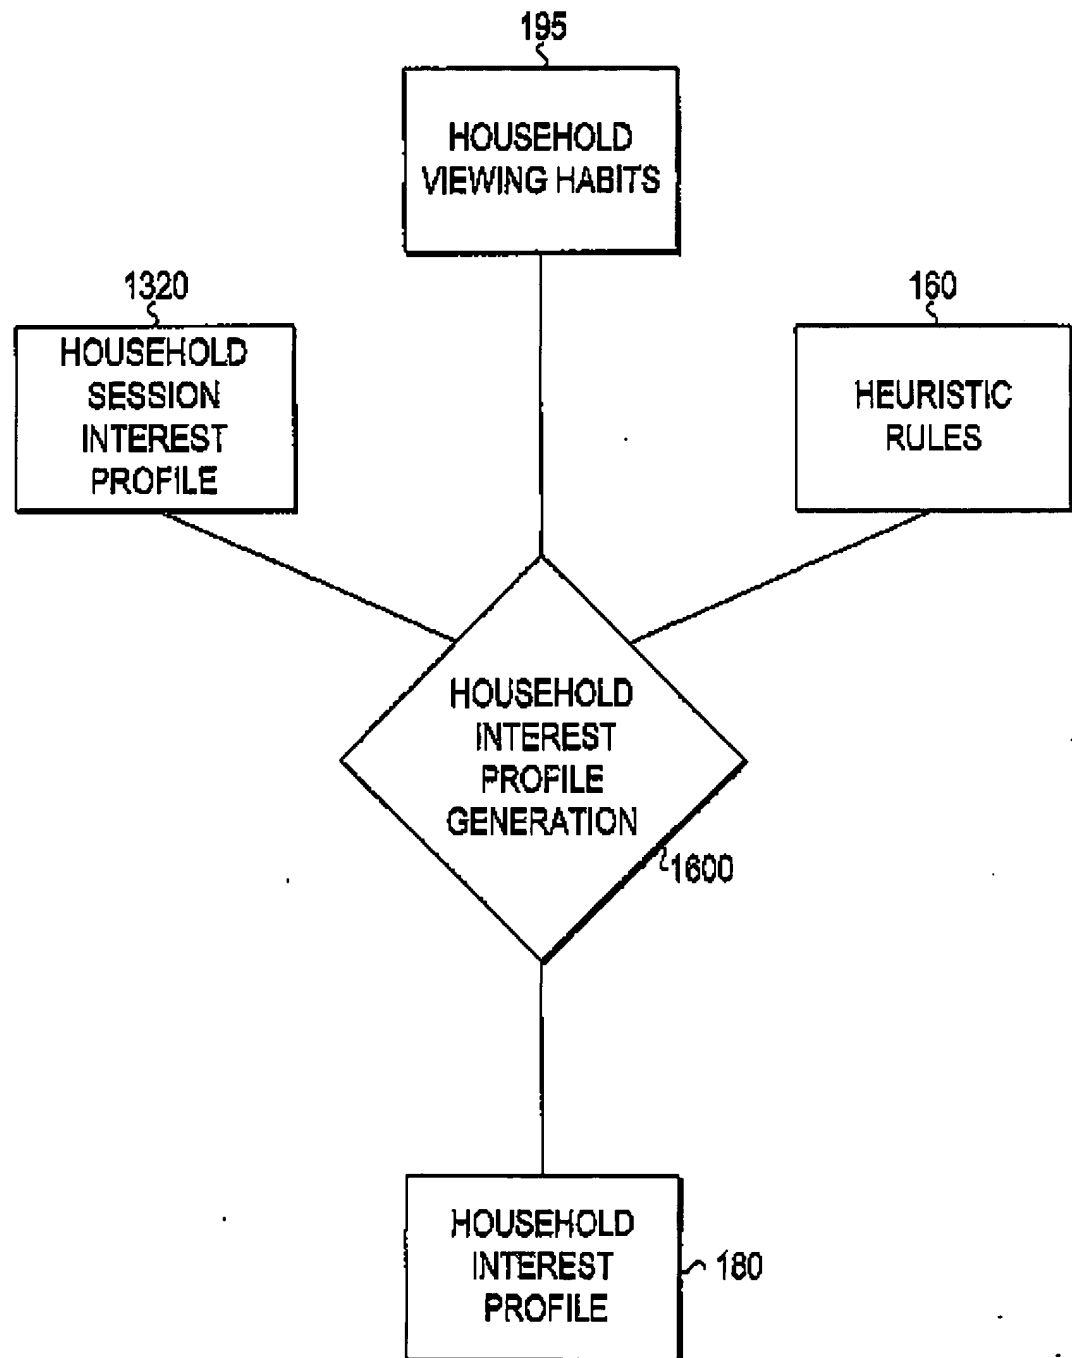 195
HOUSEHOLD
VIEWING HABITS
1320
HOUSEHOLD
SESSION
INTEREST
PROFILE
160
HEURISTIC
RULES
HOUSEHOLD
INTEREST
PROFILE
GENERATION
1600
HOUSEHOLD
INTEREST
PROFILE
180